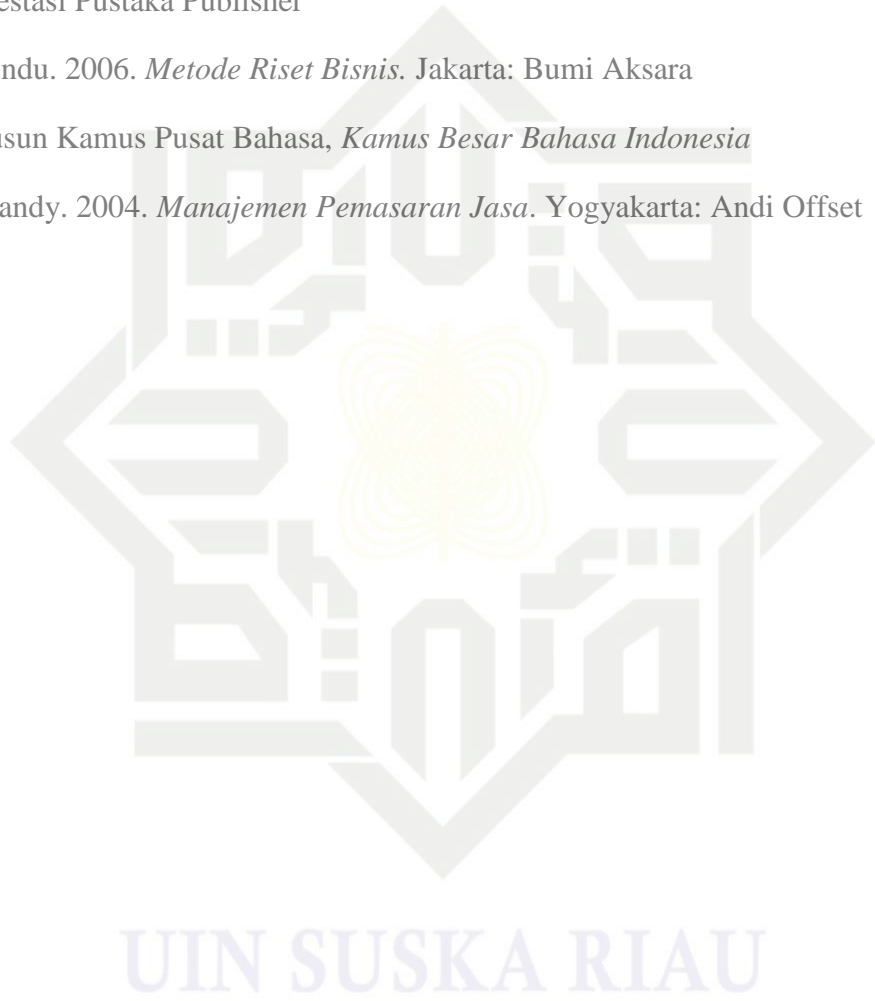 estasi Pustaka Publisher
ndu. 2006. Metode Riset Bisnis. Jakarta: Bumi Aksara
usun Kamus Pusat Bahasa, Kamus Besar Bahasa Indonesia
andy. 2004. Manajemen Pemasaran Jasa. Yogyakarta: Andi Offset
UIN SUSKA RIAU